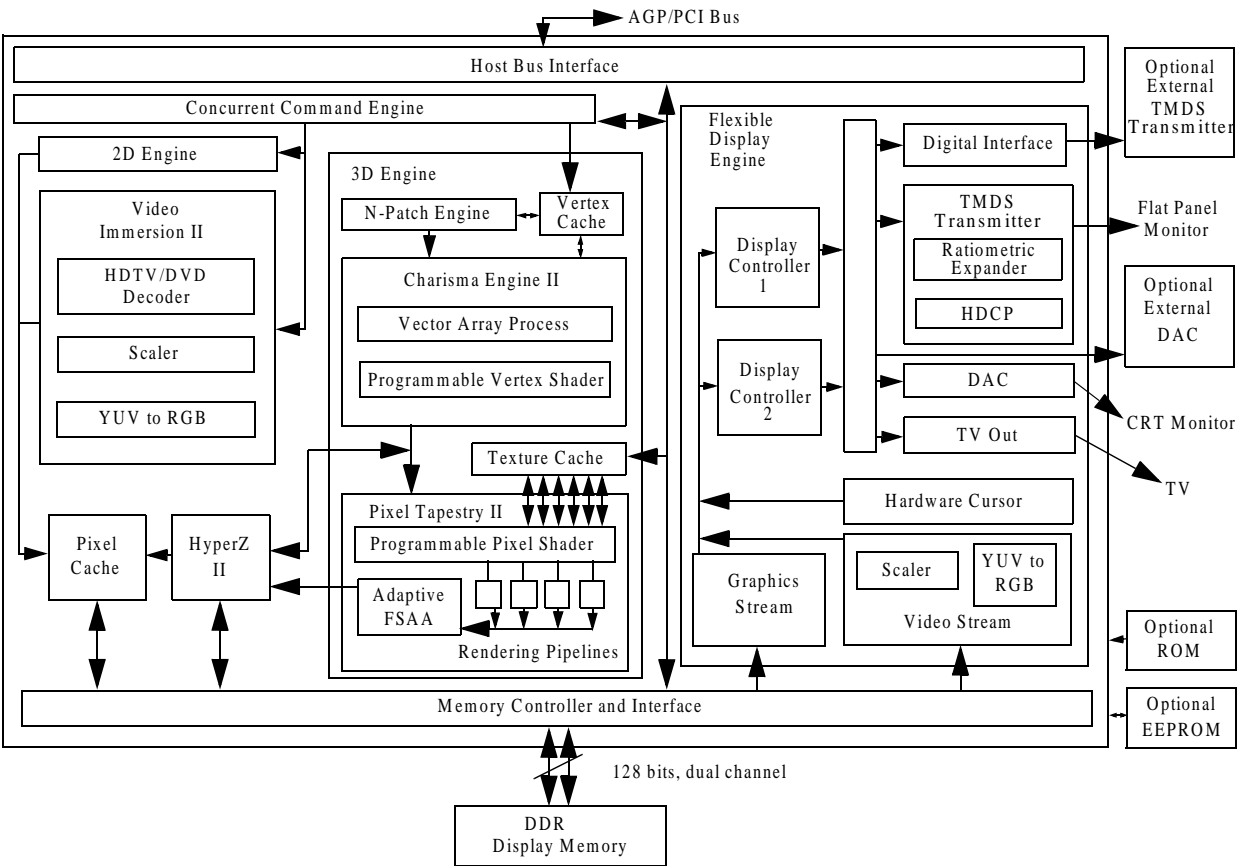 AGP/PCI Bus
Host Bus Interface
Concurrent Command Engine
2D Engine
Video
Immersion II
HDTV/DVD
Decoder
Scaler
YUV to RGB
3D Engine
N-Patch Engine
Vertex
Cache
Charisma Engine II
Vector Array Process
Programmable Vertex Shader
Texture Cache
Pixel Tapestry II
Programmable Pixel Shader
Adaptive
FSAA
Rendering Pipelines
Pixel
Cache
HyperZ
II
Flexible
Display
Engine
Display
Controller
1
Display
Controller
2
Digital Interface
TMDS
Transmitter
Ratiometric
Expander
HDCP
DAC
TV Out
Hardware Cursor
Graphics
Stream
Scaler
YUV to
RGB
Video Stream
Optional
External
TMDS
Transmitter
Flat Panel
Monitor
Optional
External
DAC
CRT Monitor
TV
Optional
ROM
Optional
EEPROM
Memory Controller and Interface
128 bits, dual channel
DDR
Display Memory